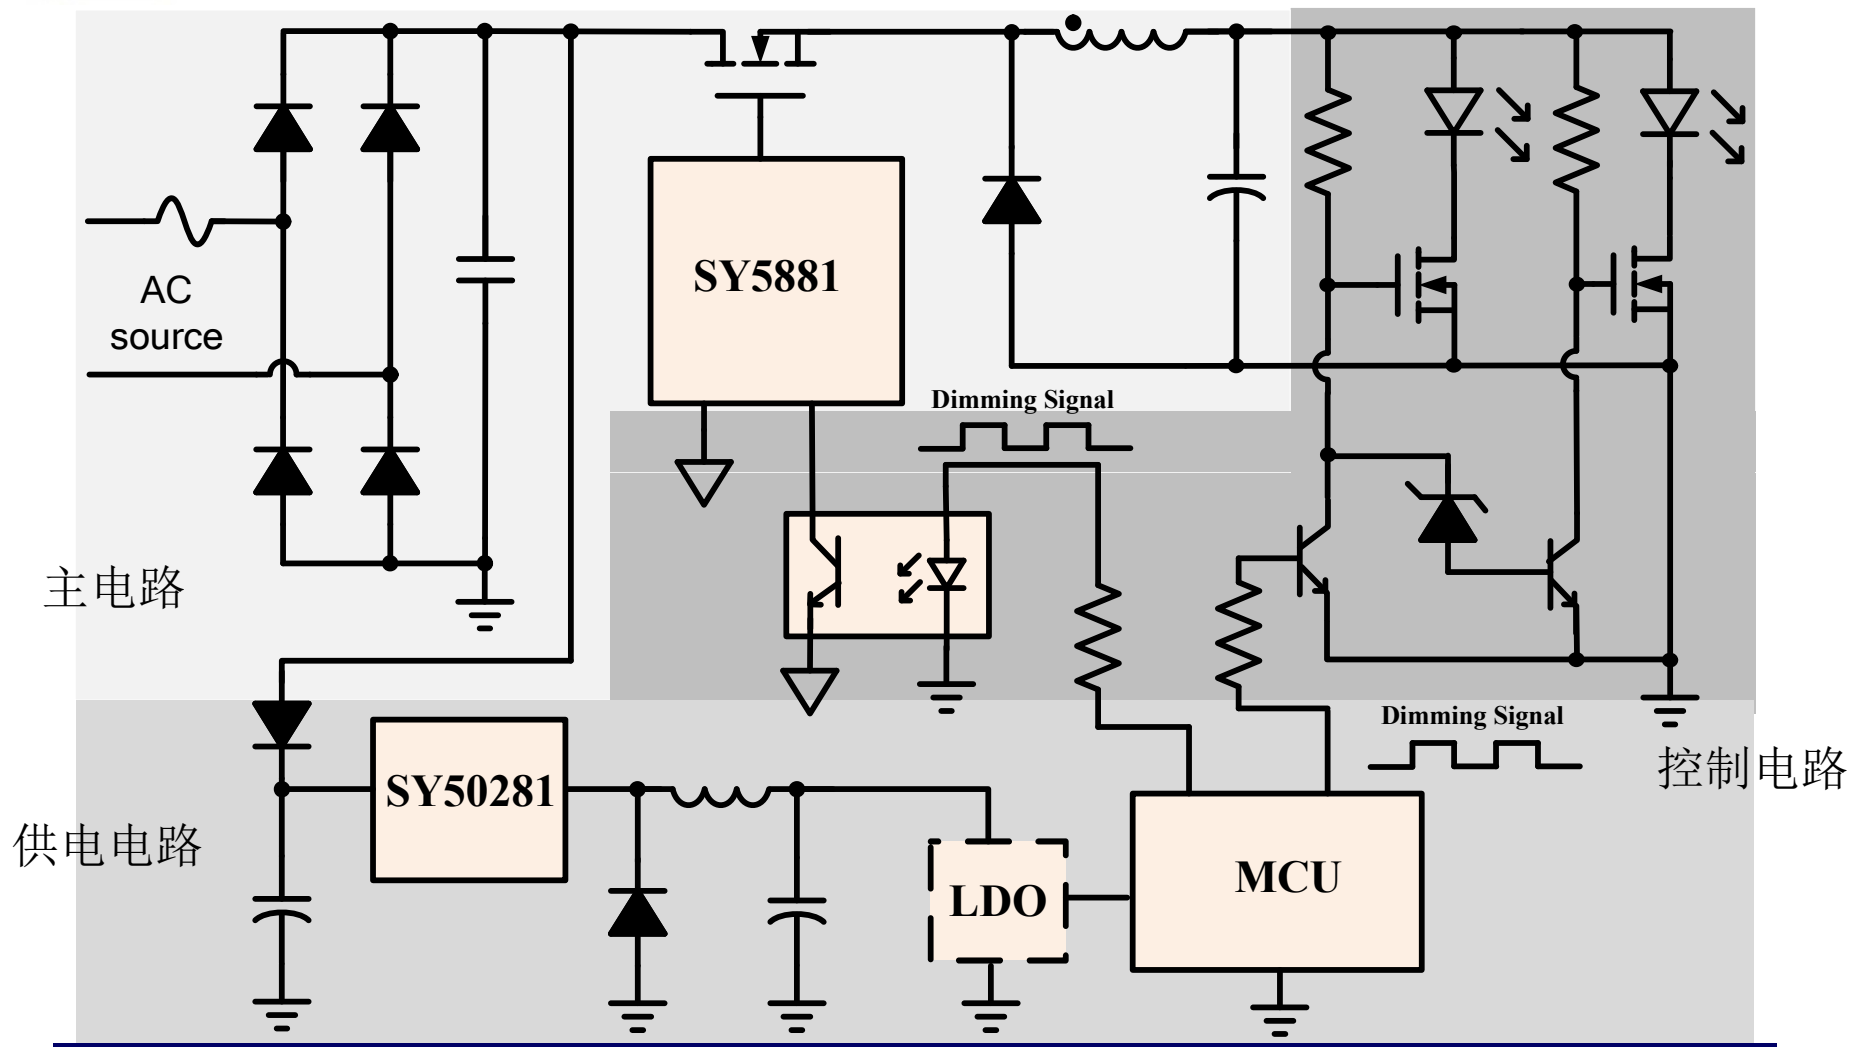 AC
source
SY5881
Dimming Signal
主电路
Dimming Signal
控制电路
SY50281
供电电路
LDO
MCU